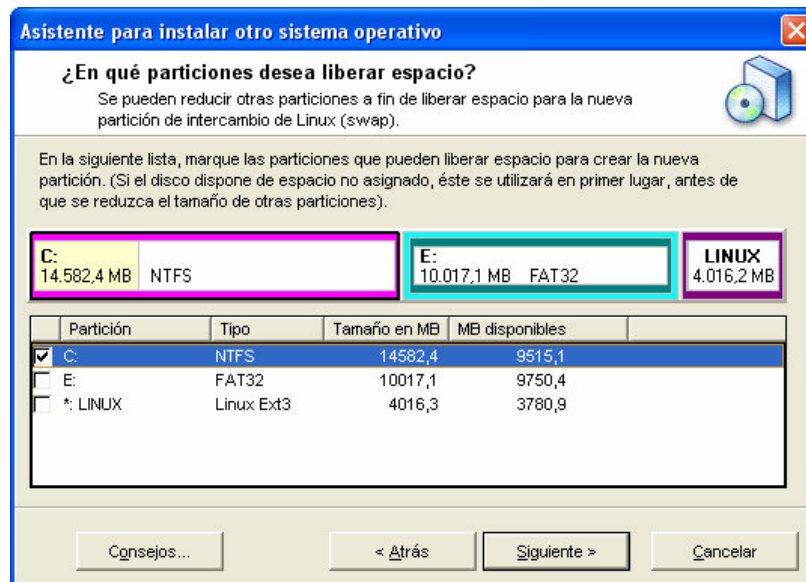 Asistente para instalar otro sistema operativo
¿En qué particiones desea liberar espacio?
Se pueden reducir otras particiones a fin de liberar espacio para la nueva
partición de intercambio de Linux (swap).
En la siguiente lista, marque las particiones que pueden liberar espacio para crear la nueva
partición. (Si el disco dispone de espacio no asignado, éste se utilizará en primer lugar, antes de
que se reduzca el tamaño de otras particiones).
C: E: LINUX
14.582,4 MB NTFS 10.017,1 MB FAT32 4.016,2 MB
Partición Tipo Tamaño en MB MB disponibles
C: NTFS 14582,4 9515,1
E: FAT32 10017,1 9750,4
*: LINUX Linux Ext3 4016,3 3780,9
Consejos... < Atrás Siguiente > Cancelar